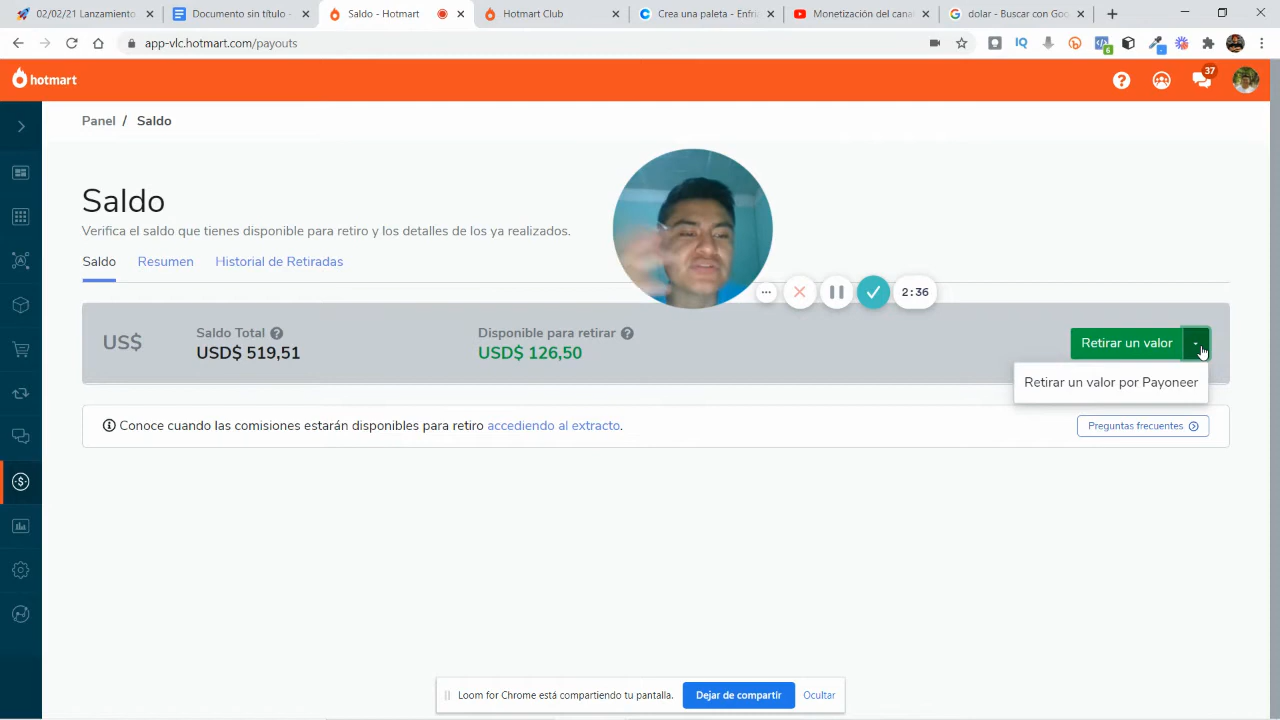 02/02/21 Lanzamiento
Documento sin título -
Saldo - Hotmart
Hotmart Club
Crea una paleta - Enfri
Monetización del cana
dolar - Buscar con Goo
app-vlc.hotmart.com/payouts
IQ
6
hotmart
37
Panel / Saldo
Saldo
Verifica el saldo que tienes disponible para retiro y los detalles de los ya realizados.
Saldo Resumen Historial de Retiradas
2:36
US$
Saldo Total
USD$ 519,51
Disponible para retirar
USD$ 126,50
Retirar un valor
Retirar un valor por Payoneer
Conoce cuando las comisiones estarán disponibles para retiro accediendo al extracto.
Preguntas frecuentes
Loom for Chrome está compartiendo tu pantalla.
Dejar de compartir
Ocultar